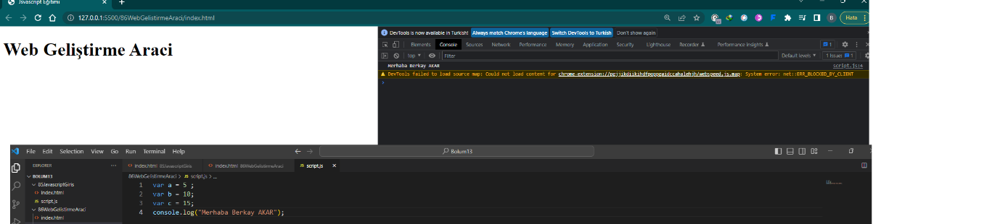 Jsvascript Eğitimi
127.0.0.1:5500/86WebGelistirmeAraci/index.html
B Hata
Web Geliştirme Araci
DevTools is now available in Turkish! Always match Chrome's language Switch DevTools to Turkish Don't show again
Elements Console Sources Network Performance Memory Application Security Lighthouse Recorder Performance insights 1
top Filter Default levels 1 Issue: 1
Merhaba Berkay AKAR script.js:4
DevTools failed to load source map: Could not load content for chrome-extension://ppjjikdiikihdfpoppgaidccahalehjh/webspeed.js.map: System error: net::ERR_BLOCKED_BY_CLIENT
File Edit Selection View Go Run Terminal Help Bolum13
EXPLORER
BOLUM13
85JavascriptGiris
index.html
JS script.js
86WebGelistirmeAraci
index.html
index.html 85JavascriptGiris index.html 86WebGelistirmeAraci JS script.js
86WebGelistirmeAraci > JS script.js > ...
1 var a = 5 ;
2 var b = 10;
3 var c = 15;
4 console.log("Merhaba Berkay AKAR");